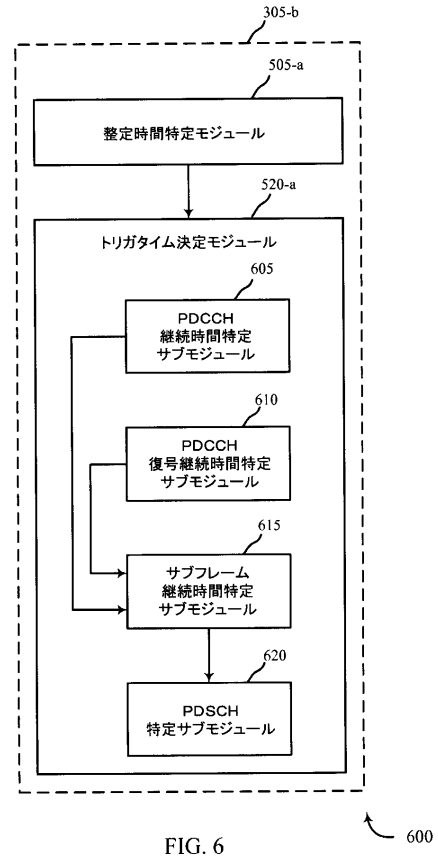 305-b
505-a
整定時間特定モジュール
520-a
トリガタイム決定モジュール
605
PDCCH
継続時間特定
サブモジュール
610
PDCCH
復号継続時間特定
サブモジュール
615
サブフレーム
継続時間特定
サブモジュール
620
PDSCH
特定サブモジュール
600
FIG. 6